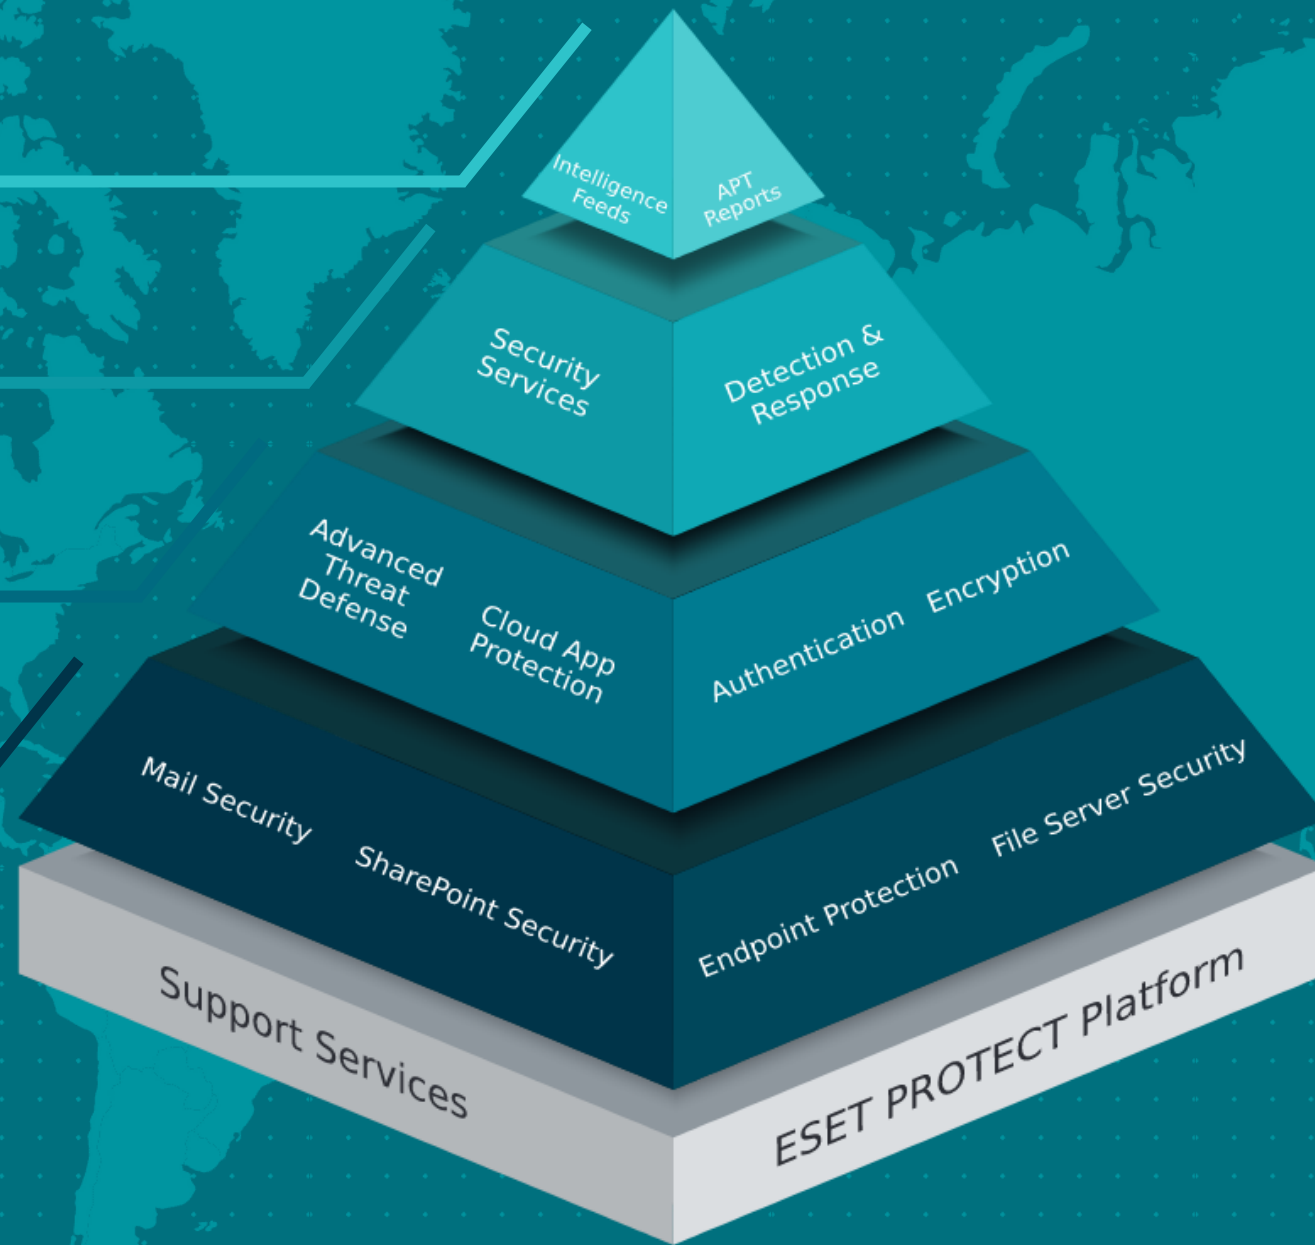 Intelligence
Feeds
APT
Reports
Security
Services
Detection &
Response
Advanced
Threat
Defense
Cloud App
Protection
Authentication
Encryption
Mail Security
SharePoint Security
Endpoint Protection
File Server Security
Support Services
ESET PROTECT Platform